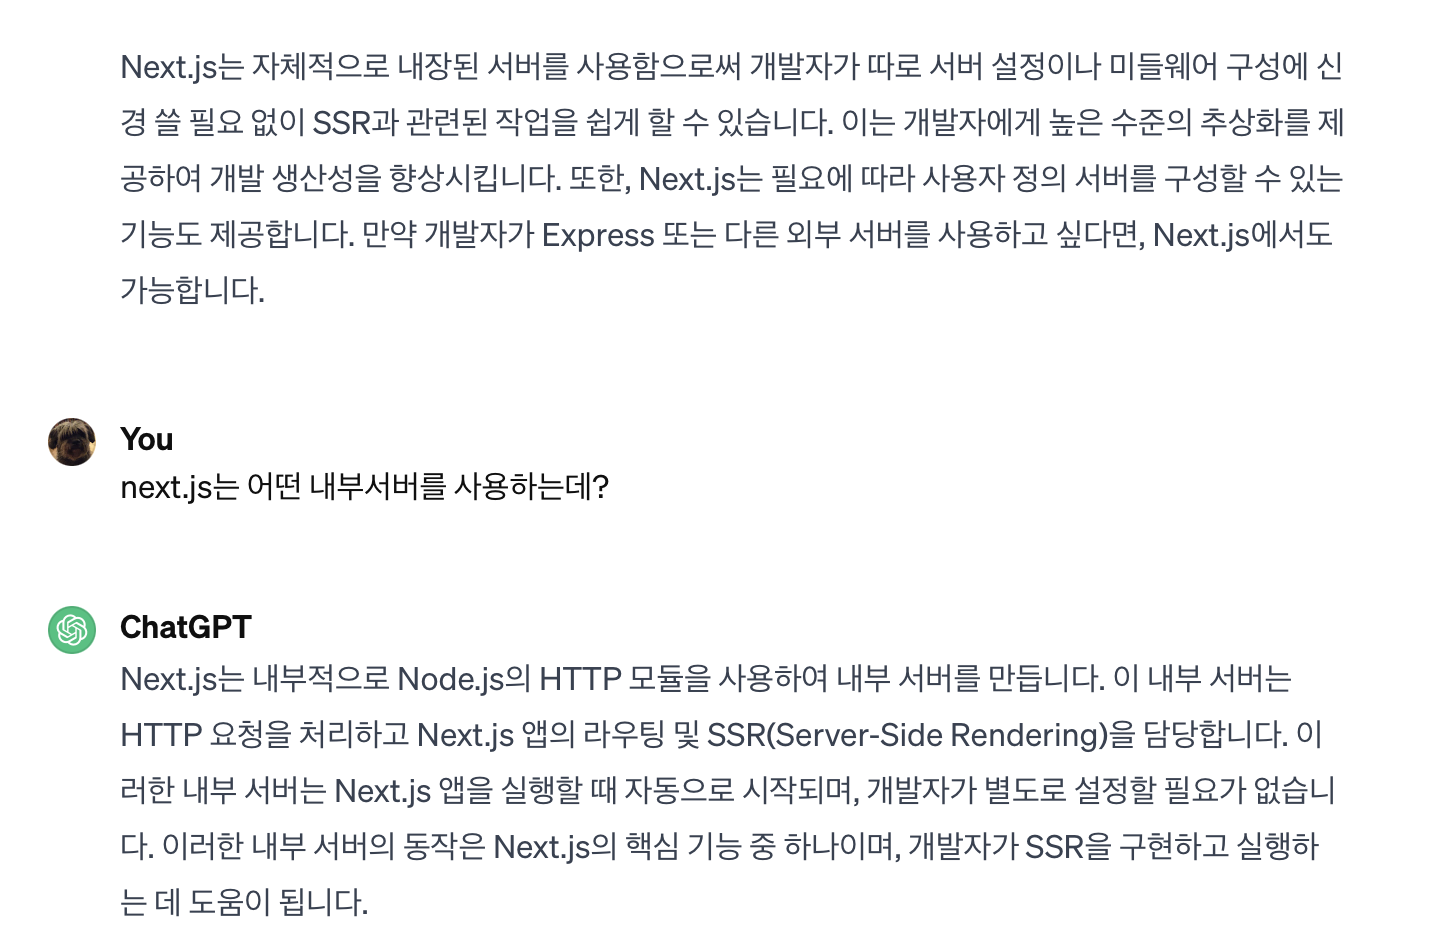 Next.js는 자체적으로 내장된 서버를 사용함으로써 개발자가 따로 서버 설정이나 미들웨어 구성에 신
경 쓸 필요 없이 SSR과 관련된 작업을 쉽게 할 수 있습니다. 이는 개발자에게 높은 수준의 추상화를 제
공하여 개발 생산성을 향상시킵니다. 또한, Next.js는 필요에 따라 사용자 정의 서버를 구성할 수 있는
기능도 제공합니다. 만약 개발자가 Express 또는 다른 외부 서버를 사용하고 싶다면, Next.js에서도
가능합니다.
You
next.js는 어떤 내부서버를 사용하는데?
ChatGPT
Next.js는 내부적으로 Node.js의 HTTP 모듈을 사용하여 내부 서버를 만듭니다. 이 내부 서버는
HTTP 요청을 처리하고 Next.js 앱의 라우팅 및 SSR(Server-Side Rendering)을 담당합니다. 이
러한 내부 서버는 Next.js 앱을 실행할 때 자동으로 시작되며, 개발자가 별도로 설정할 필요가 없습니
다. 이러한 내부 서버의 동작은 Next.js의 핵심 기능 중 하나이며, 개발자가 SSR을 구현하고 실행하
는 데 도움이 됩니다.